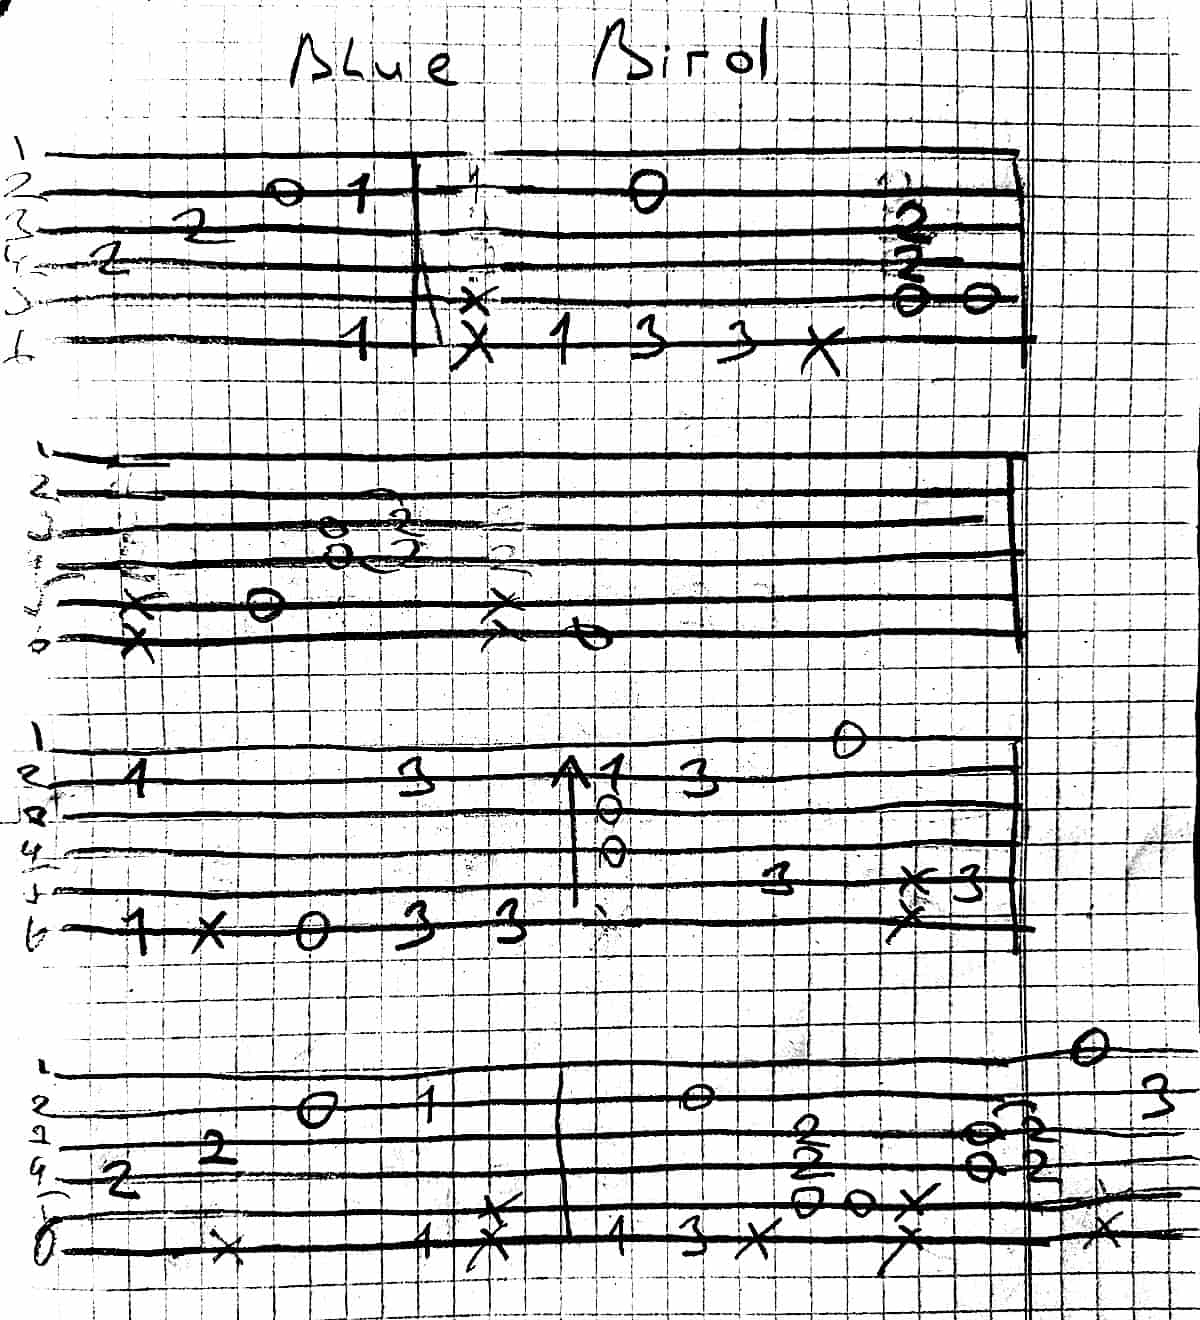 Blue Bird
1
2 0 1 0
3 2 2
4 2 2
5 X 0 0
6 1 X 1 3 3 X
1
2
3 0 2
4 0 2 2
5 X 0 X
6 X X 0
1 0
2 1 3 1 3
3 0
4 0
5 3 X 3
6 1 X 0 3 3 X
1 0
2 0 1 0 3
3 2 2 0 2
4 2 2 0 2
5 X 0 0 X
6 X 1 X 1 3 X X X